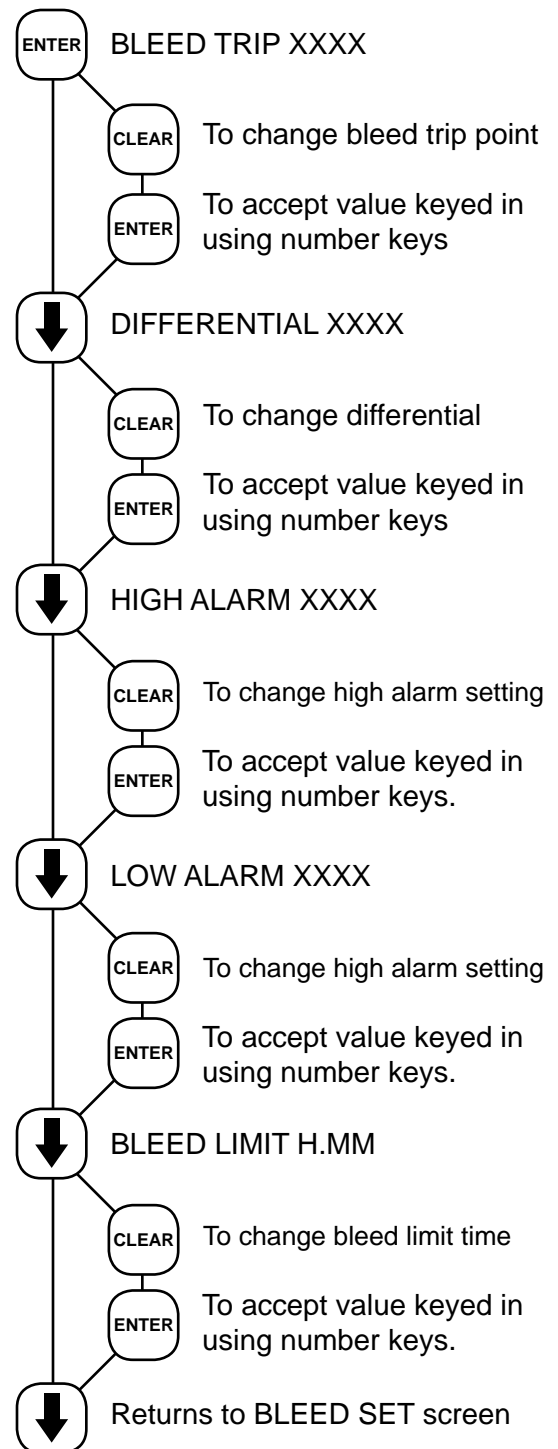 ENTER BLEED TRIP XXXX
CLEAR To change bleed trip point
ENTER To accept value keyed in
using number keys
DIFFERENTIAL XXXX
CLEAR To change differential
ENTER To accept value keyed in
using number keys
HIGH ALARM XXXX
CLEAR To change high alarm setting
ENTER To accept value keyed in
using number keys.
LOW ALARM XXXX
CLEAR To change high alarm setting
ENTER To accept value keyed in
using number keys.
BLEED LIMIT H.MM
CLEAR To change bleed limit time
ENTER To accept value keyed in
using number keys.
Returns to BLEED SET screen